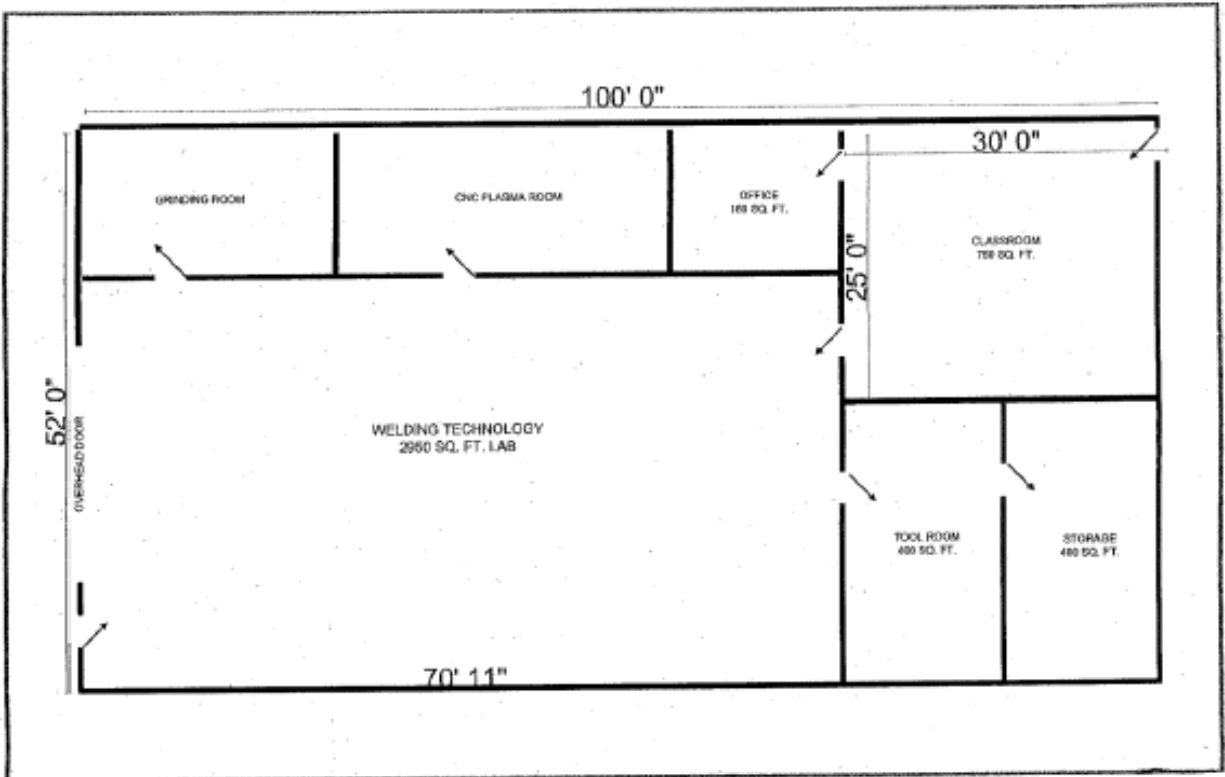 100' 0"
30' 0"
GRINDING ROOM
CNC PLASMA ROOM
OFFICE
160 SQ. FT.
CLASSROOM
750 SQ. FT.
25' 0"
52' 0"
OVERHEAD DOOR
WELDING TECHNOLOGY
2950 SQ. FT. LAB
TOOL ROOM
400 SQ. FT.
STORAGE
400 SQ. FT.
70' 11"